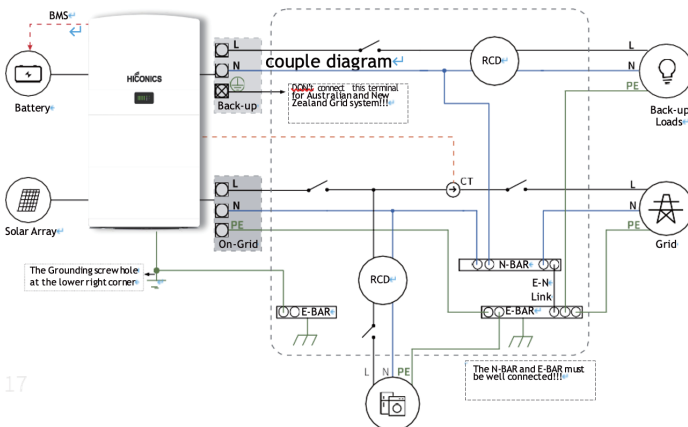 BMS
L
couple diagram
N
RCD
L
N
PE
HICONICS
Battery
DON'T connect this terminal
for Australian and New
Zealand Grid system!!!
Back-up
Back-up
Loads
L
CT
L
N
N
Solar Array
PE
PE
On-Grid
Grid
The Grounding screw hole
at the lower right corner
RCD
N-BAR
E-N
Link
E-BAR
E-BAR
L N PE
The N-BAR and E-BAR must
be well connected!!!
17